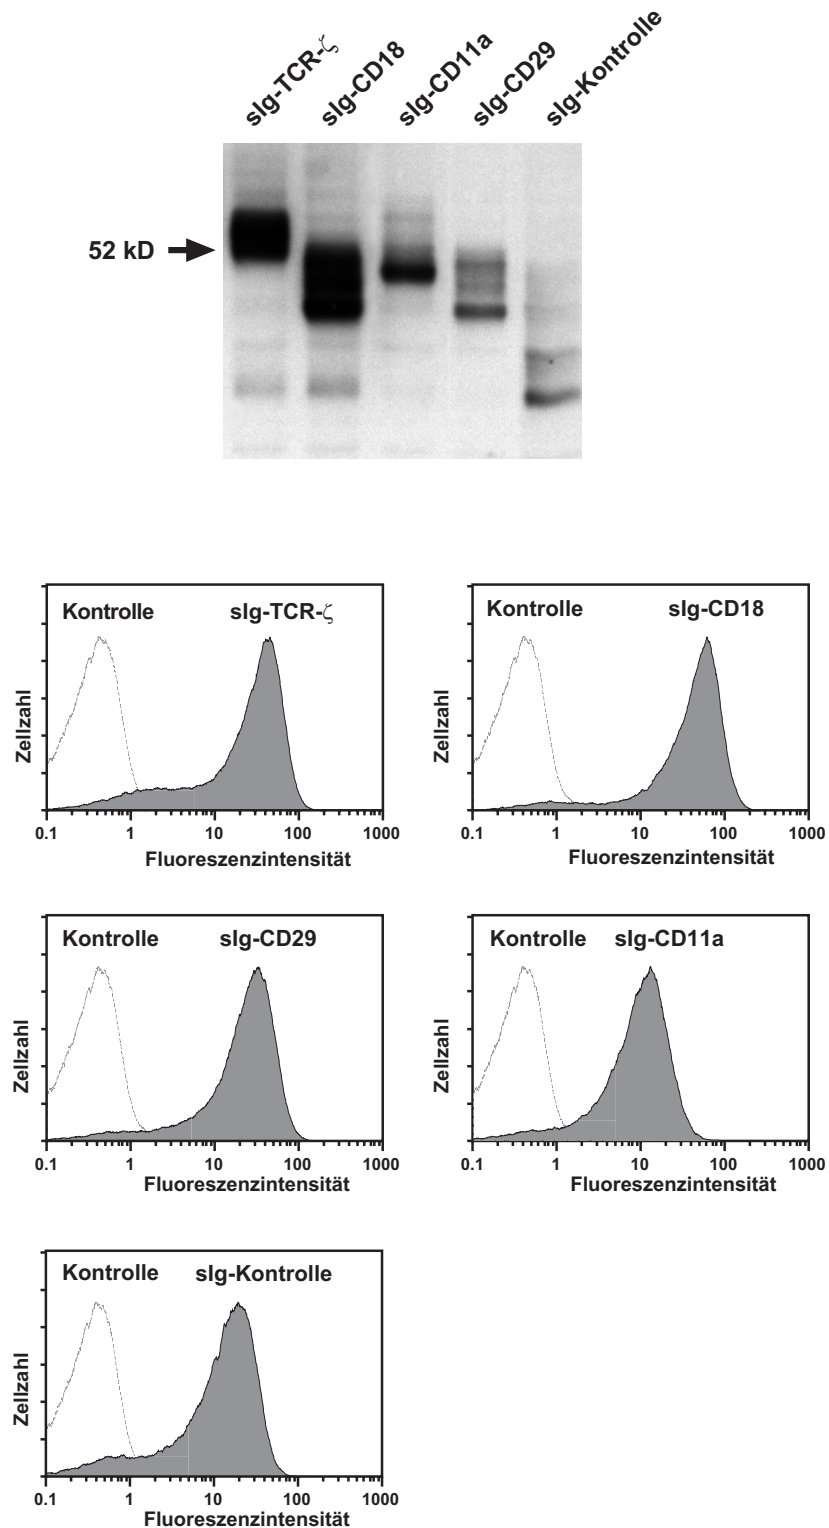 sIg-TCR-ζ sIg-CD18 sIg-CD11a sIg-CD29 sIg-Kontrolle
52 kD
Kontrolle sIg-TCR-ζ
Zellzahl
0.1 1 10 100 1000
Fluoreszenzintensität
Kontrolle sIg-CD18
Zellzahl
0.1 1 10 100 1000
Fluoreszenzintensität
Kontrolle sIg-CD29
Zellzahl
0.1 1 10 100 1000
Fluoreszenzintensität
Kontrolle sIg-CD11a
Zellzahl
0.1 1 10 100 1000
Fluoreszenzintensität
Kontrolle sIg-Kontrolle
Zellzahl
0.1 1 10 100 1000
Fluoreszenzintensität